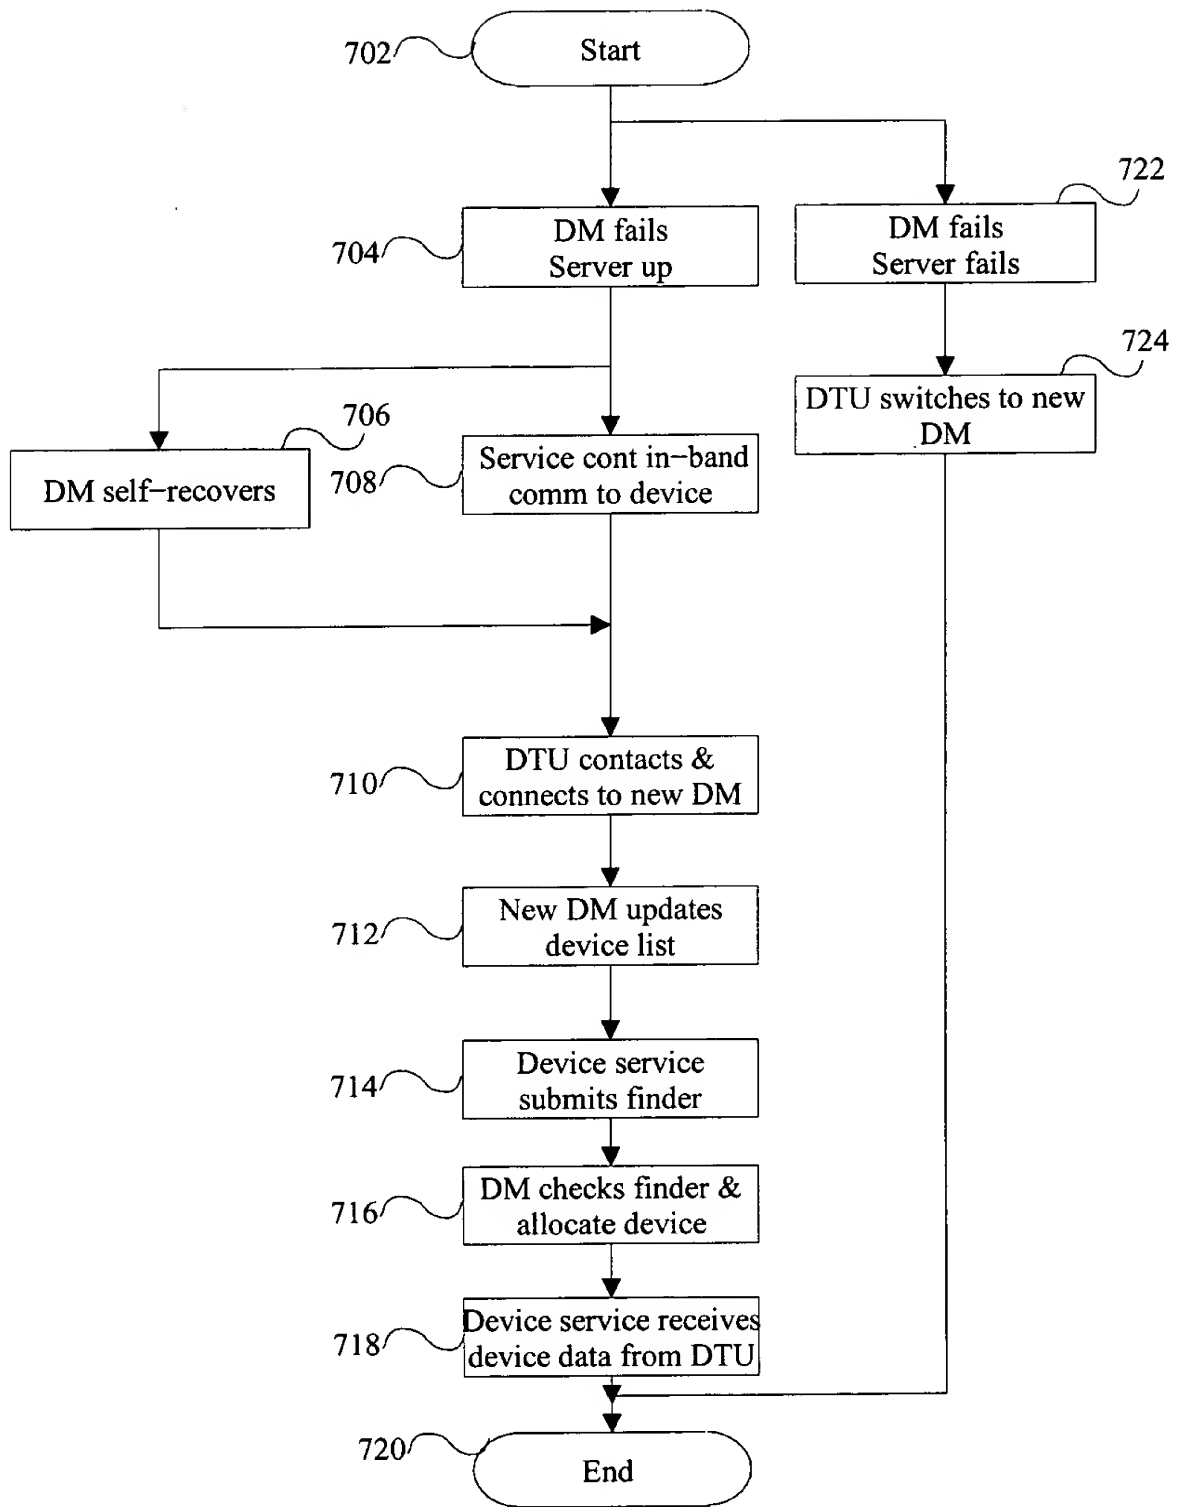 702
Start
722
704
DM fails
Server up
DM fails
Server fails
724
DTU switches to new
DM
706
DM self-recovers
708
Service cont in-band
comm to device
710
DTU contacts &
connects to new DM
712
New DM updates
device list
714
Device service
submits finder
716
DM checks finder &
allocate device
718
Device service receives
device data from DTU
720
End